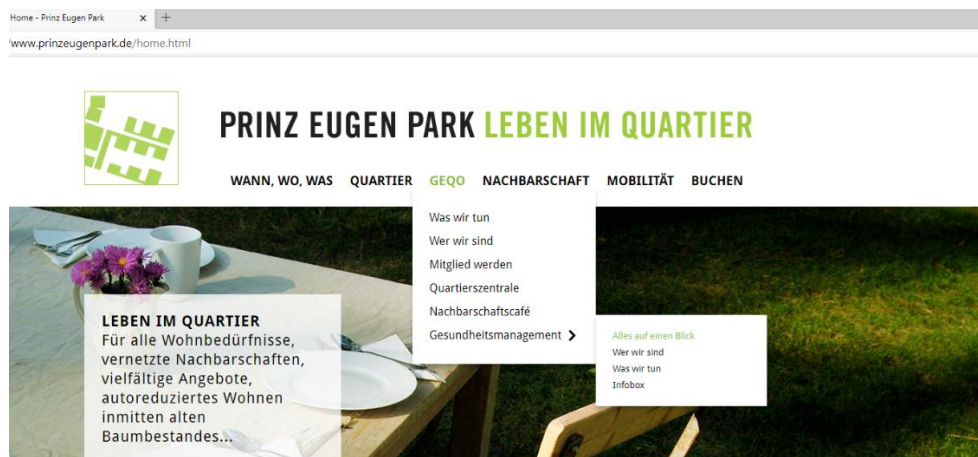 Home - Prinz Eugen Park
www.prinzeugenpark.de/home.html
PRINZ EUGEN PARK LEBEN IM QUARTIER
WANN, WO, WAS QUARTIER GEQO NACHBARSCHAFT MOBILITÄT BUCHEN
Was wir tun
Wer wir sind
Mitglied werden
Quartierszentrale
Nachbarschaftscafé
Gesundheitsmanagement
Alles auf einen Blick
Wer wir sind
Was wir tun
Infobox
LEBEN IM QUARTIER
Für alle Wohnbedürfnisse,
vernetzte Nachbarschaften,
vielfältige Angebote,
autoreduziertes Wohnen
inmitten alten
Baumbestandes...